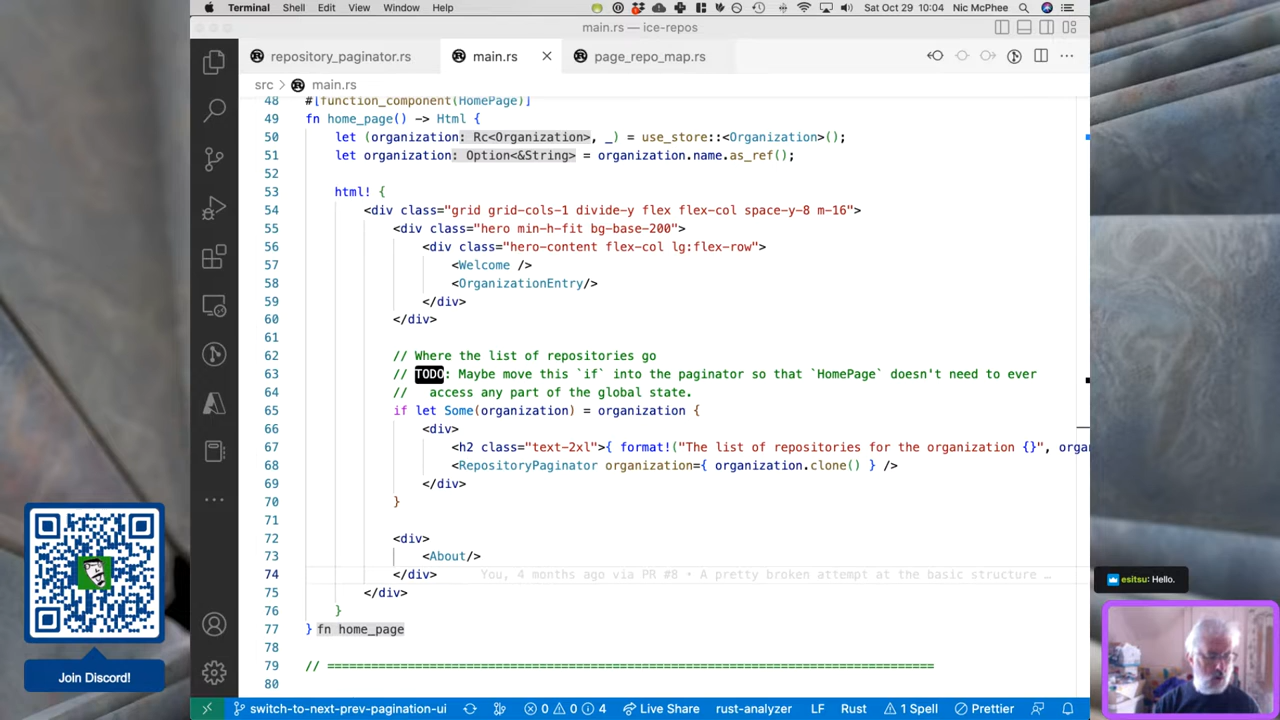 Terminal Shell Edit View Window Help Sat Oct 29 10:04 Nic McPhee
main.rs — ice-repos
repository_paginator.rs main.rs page_repo_map.rs
src > main.rs
48 #[function_component(HomePage)]
49 fn home_page() -> Html {
50 let (organization: Rc<Organization>, _) = use_store::<Organization>();
51 let organization: Option<&String> = organization.name.as_ref();
52
53 html! {
54 <div class="grid grid-cols-1 divide-y flex flex-col space-y-8 m-16">
55 <div class="hero min-h-fit bg-base-200">
56 <div class="hero-content flex-col lg:flex-row">
57 <Welcome />
58 <OrganizationEntry/>
59 </div>
60 </div>
61
62 // Where the list of repositories go
63 // TODO: Maybe move this `if` into the paginator so that `HomePage` doesn't need to ever
64 // access any part of the global state.
65 if let Some(organization) = organization {
66 <div>
67 <h2 class="text-2xl">{ format!("The list of repositories for the organization {}", orga
68 <RepositoryPaginator organization={ organization.clone() } />
69 </div>
70 }
71
72 <div>
73 <About/>
74 </div> You, 4 months ago via PR #8 • A pretty broken attempt at the basic structure …
75 </div>
76 }
77 } fn home_page
78
79 // ===================================================================================
80
switch-to-next-prev-pagination-ui 0 0 4 Live Share rust-analyzer LF Rust 1 Spell Prettier
Join Discord!
esitsu: Hello.